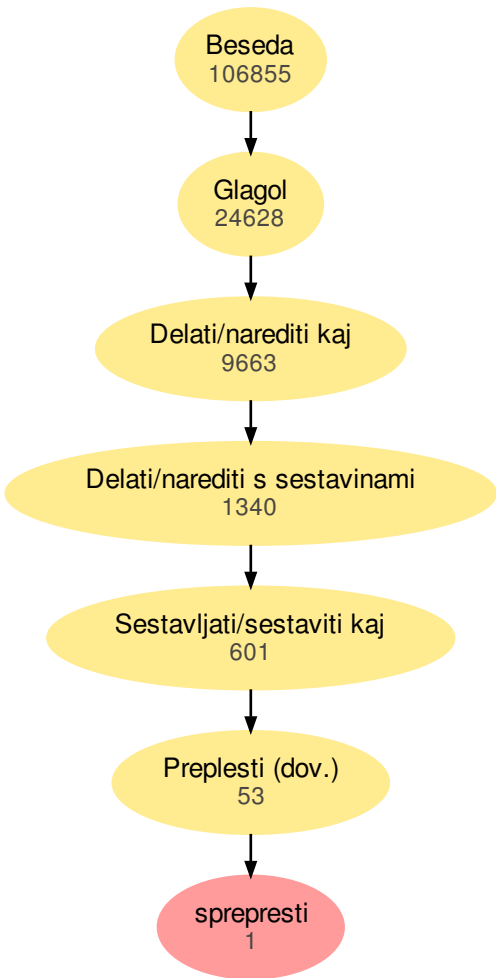 Beseda
106855
Glagol
24628
Delati/narediti kaj
9663
Delati/narediti s sestavinami
1340
Sestavljati/sestaviti kaj
601
Preplesti (dov.)
53
sprepresti
1